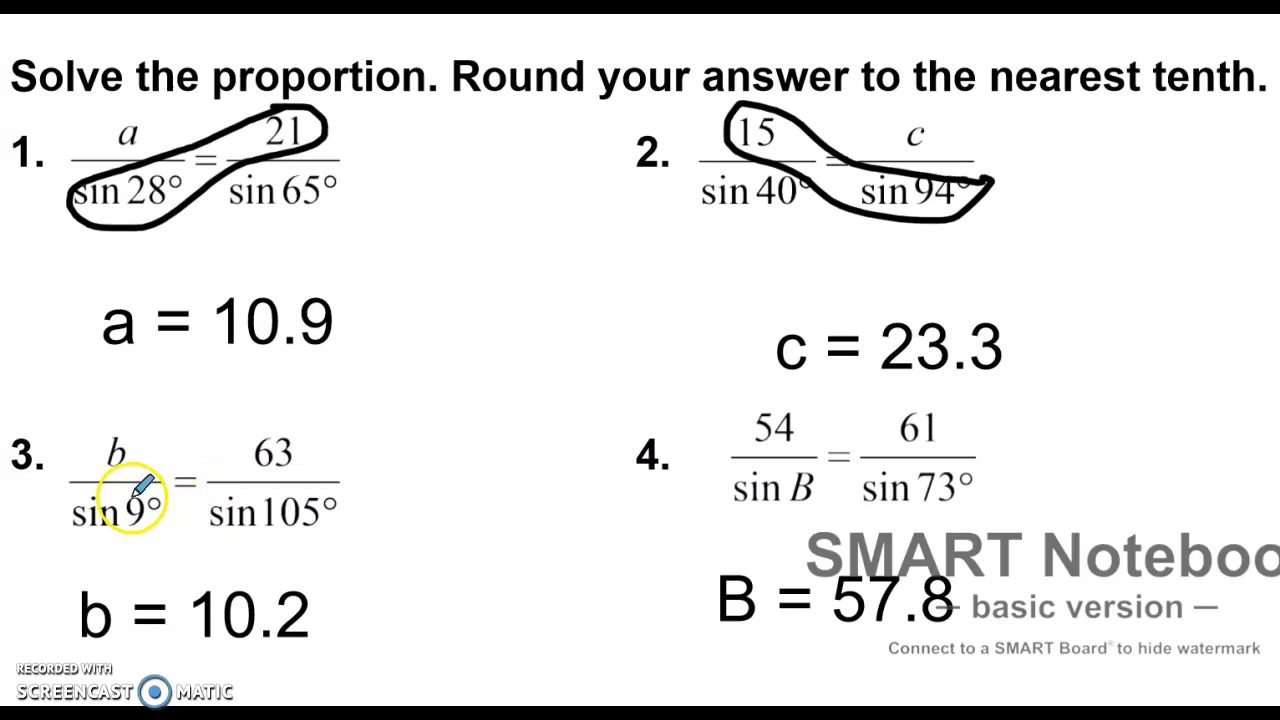 Solve the proportion. Round your answer to the nearest tenth.
1. a / sin 28° = 21 / sin 65°
2. 15 / sin 40° = c / sin 94°
a = 10.9
c = 23.3
3. b / sin 9° = 63 / sin 105°
4. 54 / sin B = 61 / sin 73°
b = 10.2
B = 57.8
SMART Noteboo
— basic version —
Connect to a SMART Board® to hide watermark
RECORDED WITH
SCREENCAST MATIC